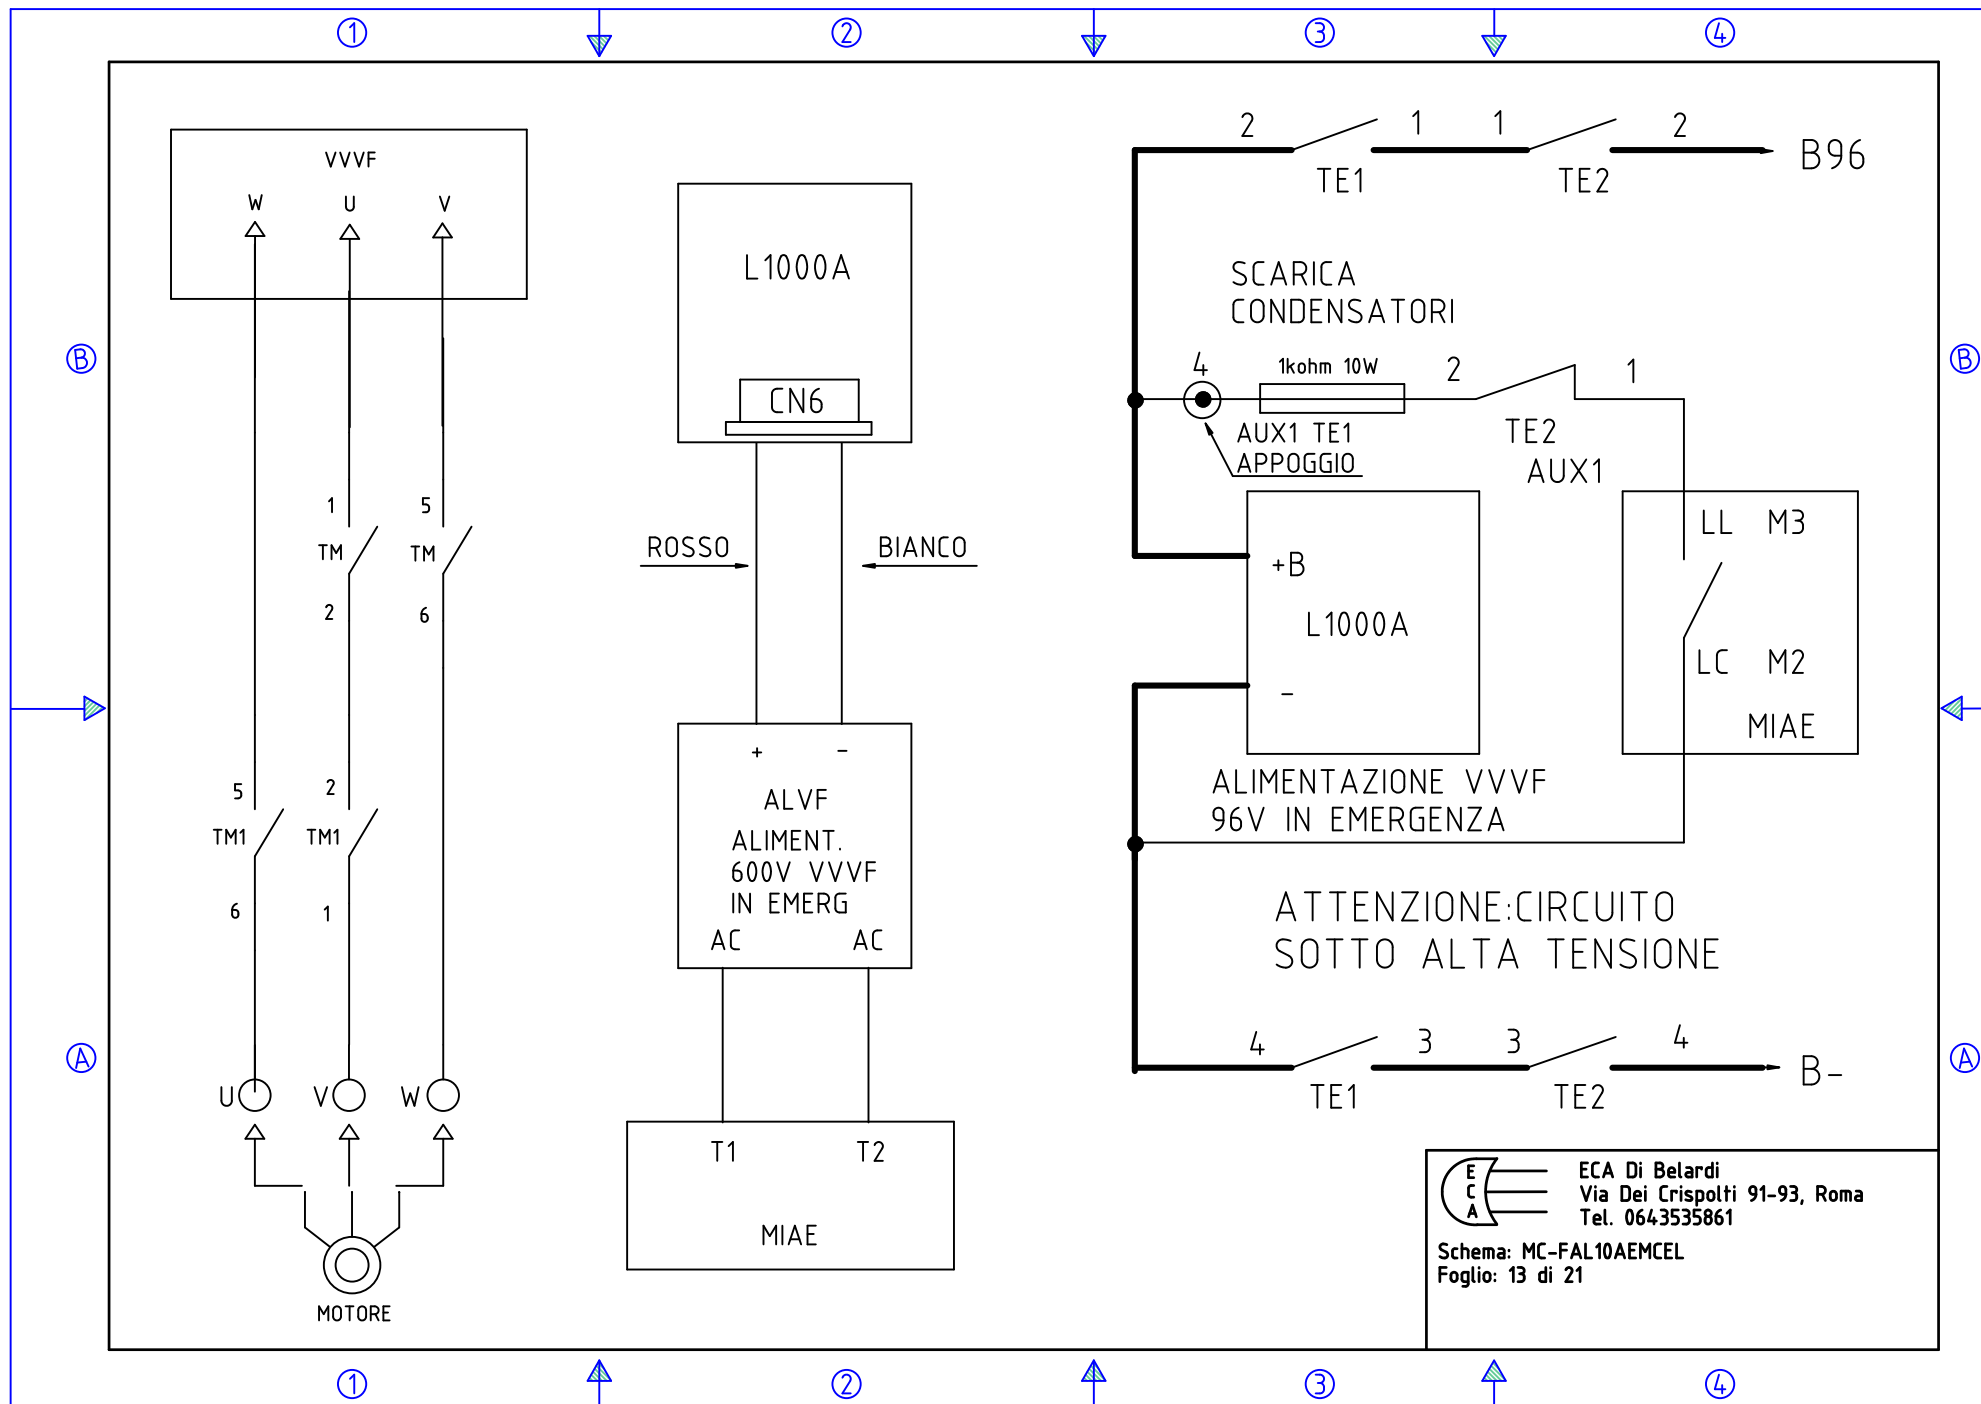 1
2
3
4
B
A
B
A
VVVF
W
U
V
1
TM
2
5
TM
6
5
TM1
6
2
TM1
1
U
V
W
MOTORE
L1000A
CN6
ROSSO
BIANCO
+
-
ALVF
ALIMENT.
600V VVVF
IN EMERG
AC
AC
T1
T2
MIAE
2
1
1
2
B96
TE1
TE2
SCARICA
CONDENSATORI
4
1kohm 10W
2
1
AUX1 TE1
APPOGGIO
TE2
AUX1
+B
L1000A
-
LL M3
LC M2
MIAE
ALIMENTAZIONE VVVF
96V IN EMERGENZA
ATTENZIONE:CIRCUITO
SOTTO ALTA TENSIONE
4
3
3
4
B-
TE1
TE2
E
C
A
ECA Di Belardi
Via Dei Crispolti 91-93, Roma
Tel. 0643535861
Schema: MC-FAL10AEMCEL
Foglio: 13 di 21
1
2
3
4